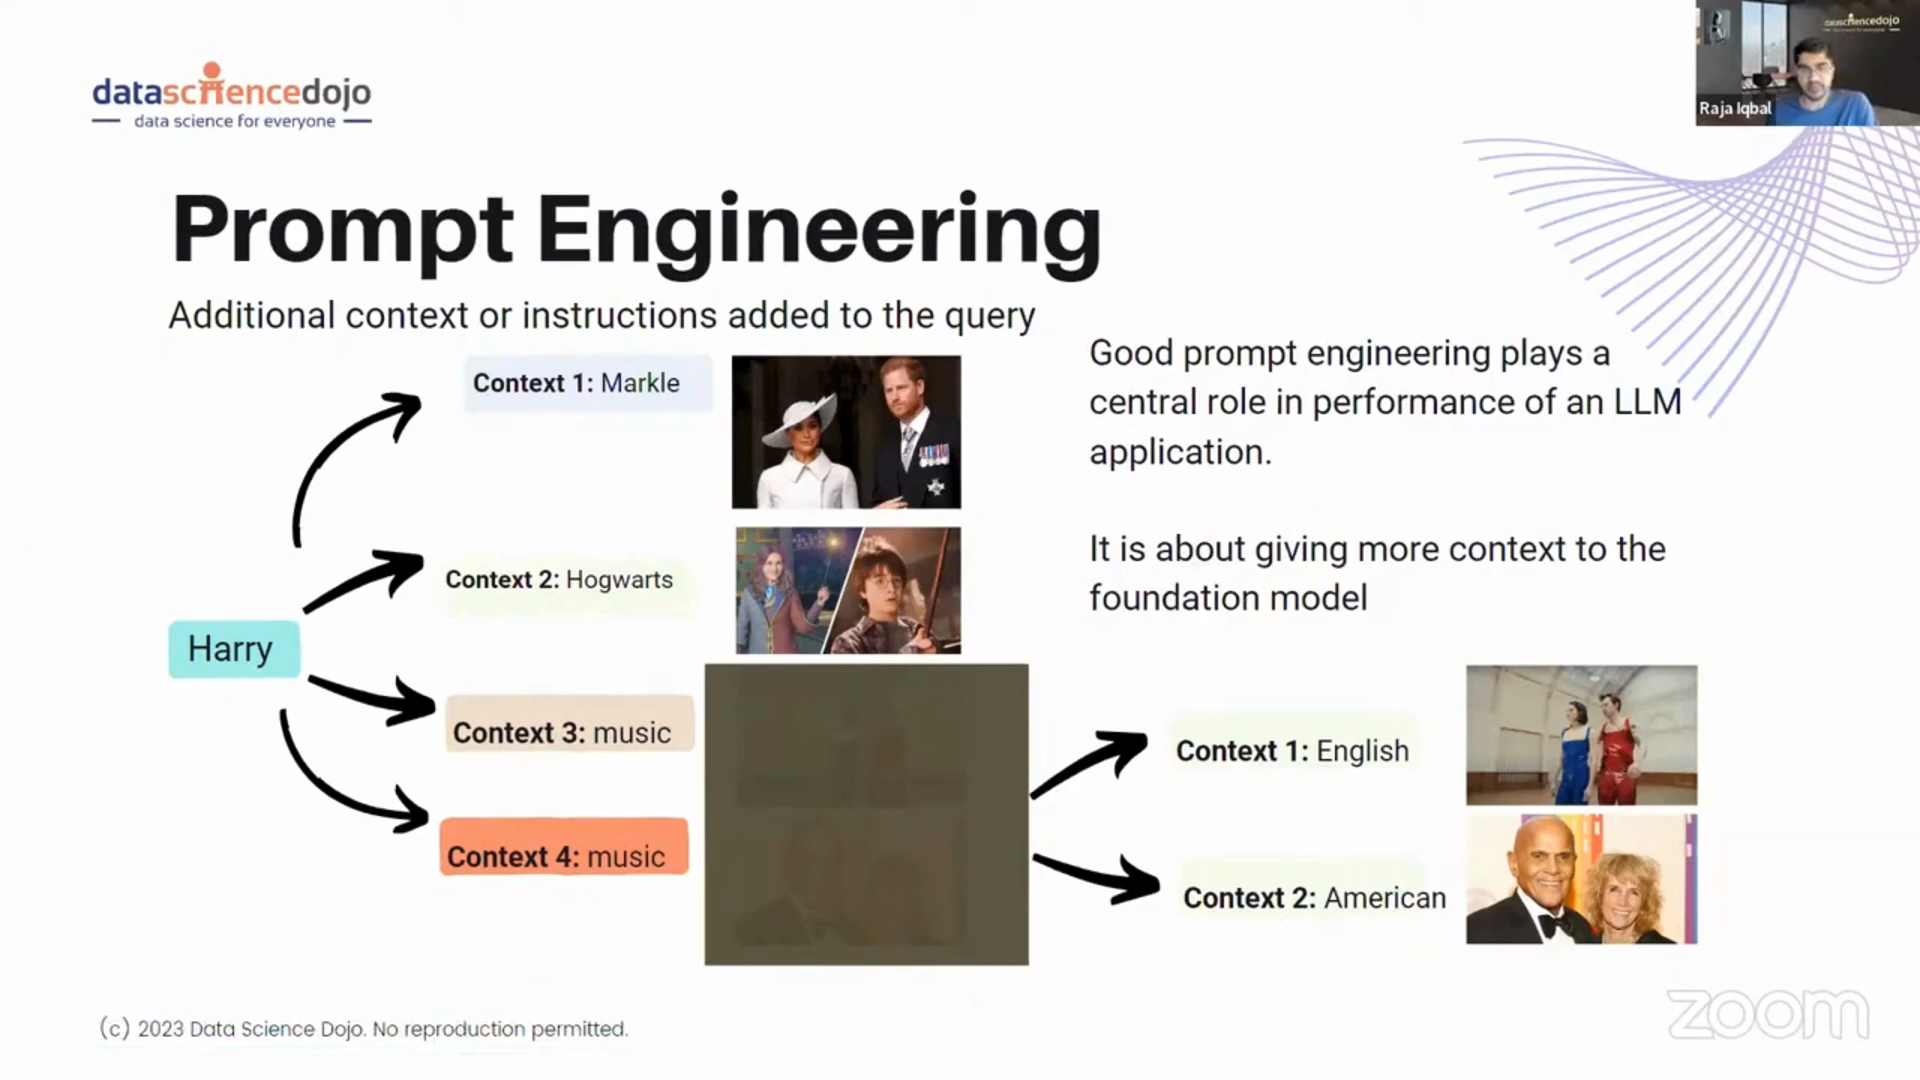 datasciencedojo
data science for everyone
datasciencedojo
Raja Iqbal
Prompt Engineering
Additional context or instructions added to the query
Context 1: Markle
Context 2: Hogwarts
Harry
Context 3: music
Context 4: music
Good prompt engineering plays a
central role in performance of an LLM
application.
It is about giving more context to the
foundation model
Context 1: English
Context 2: American
(c) 2023 Data Science Dojo. No reproduction permitted.
zoom